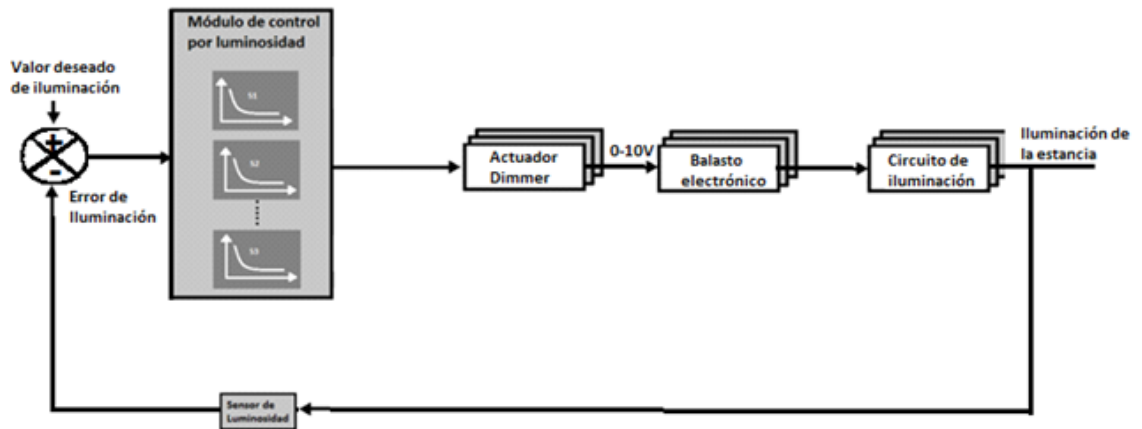 Módulo de control
por luminosidad
Valor deseado
de iluminación
+
-
Error de
Iluminación
S1
S2
S3
Actuador
Dimmer
0-10V
Balasto
electrónico
Circuito de
iluminación
Iluminación de
la estancia
Sensor de
Luminosidad